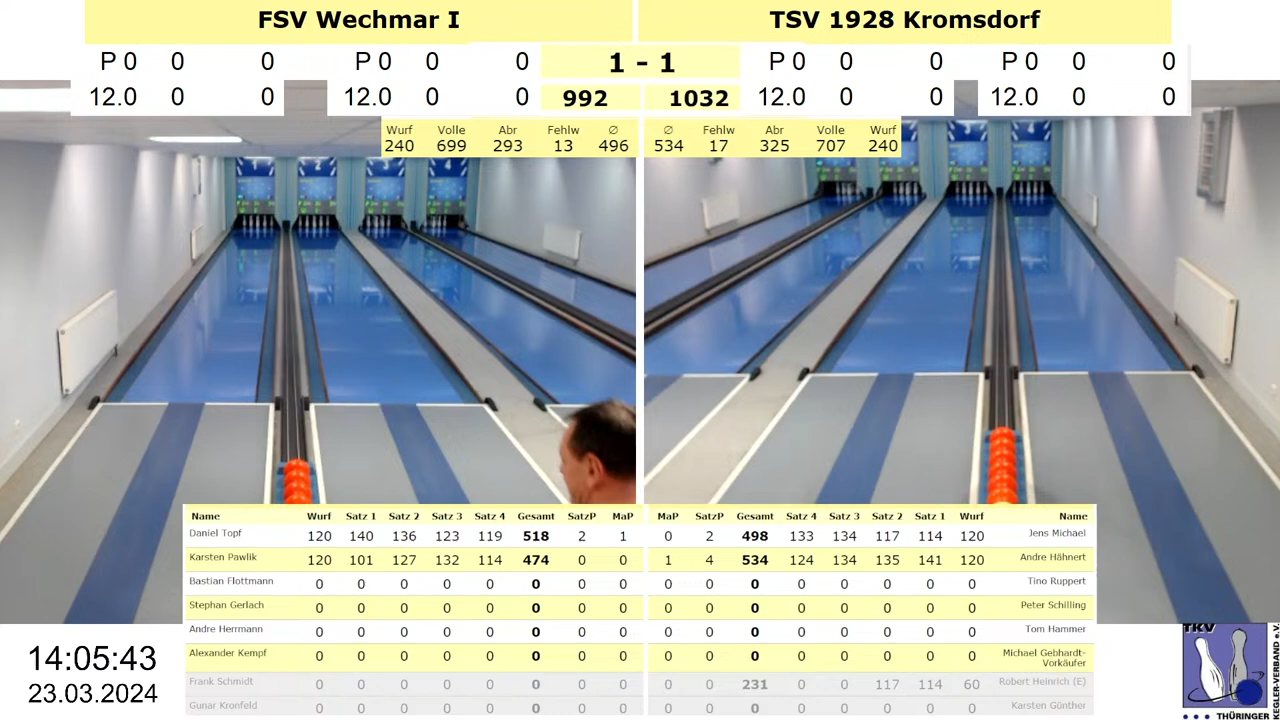 FSV Wechmar I
TSV 1928 Kromsdorf
P 0 0 0
P 0 0 0
1 - 1
P 0 0 0
P 0 0 0
12.0 0 0
12.0 0 0
992
1032
12.0 0 0
12.0 0 0
Wurf Volle Abr Fehlw ∅
240 699 293 13 496
∅ Fehlw Abr Volle Wurf
534 17 325 707 240
Name Wurf Satz 1 Satz 2 Satz 3 Satz 4 Gesamt SatzP MaP
MaP SatzP Gesamt Satz 4 Satz 3 Satz 2 Satz 1 Wurf Name
Daniel Topf 120 140 136 123 119 518 2 1
0 2 498 133 134 117 114 120 Jens Michael
Karsten Pawlik 120 101 127 132 114 474 0 0
1 4 534 124 134 135 141 120 Andre Hähnert
Bastian Flottmann 0 0 0 0 0 0 0 0
0 0 0 0 0 0 0 0 Tino Ruppert
Stephan Gerlach 0 0 0 0 0 0 0 0
0 0 0 0 0 0 0 0 Peter Schilling
Andre Herrmann 0 0 0 0 0 0 0 0
0 0 0 0 0 0 0 0 Tom Hammer
Alexander Kempf 0 0 0 0 0 0 0 0
0 0 0 0 0 0 0 0 Michael Gebhardt-
Vorkäufer
Frank Schmidt 0 0 0 0 0 0 0 0
0 0 231 0 0 117 114 60 Robert Heinrich (E)
Gunar Kronfeld 0 0 0 0 0 0 0 0
0 0 0 0 0 0 0 0 Karsten Günther
14:05:43
23.03.2024
TKV
THÜRINGER
KEGLER-VERBAND e.V.